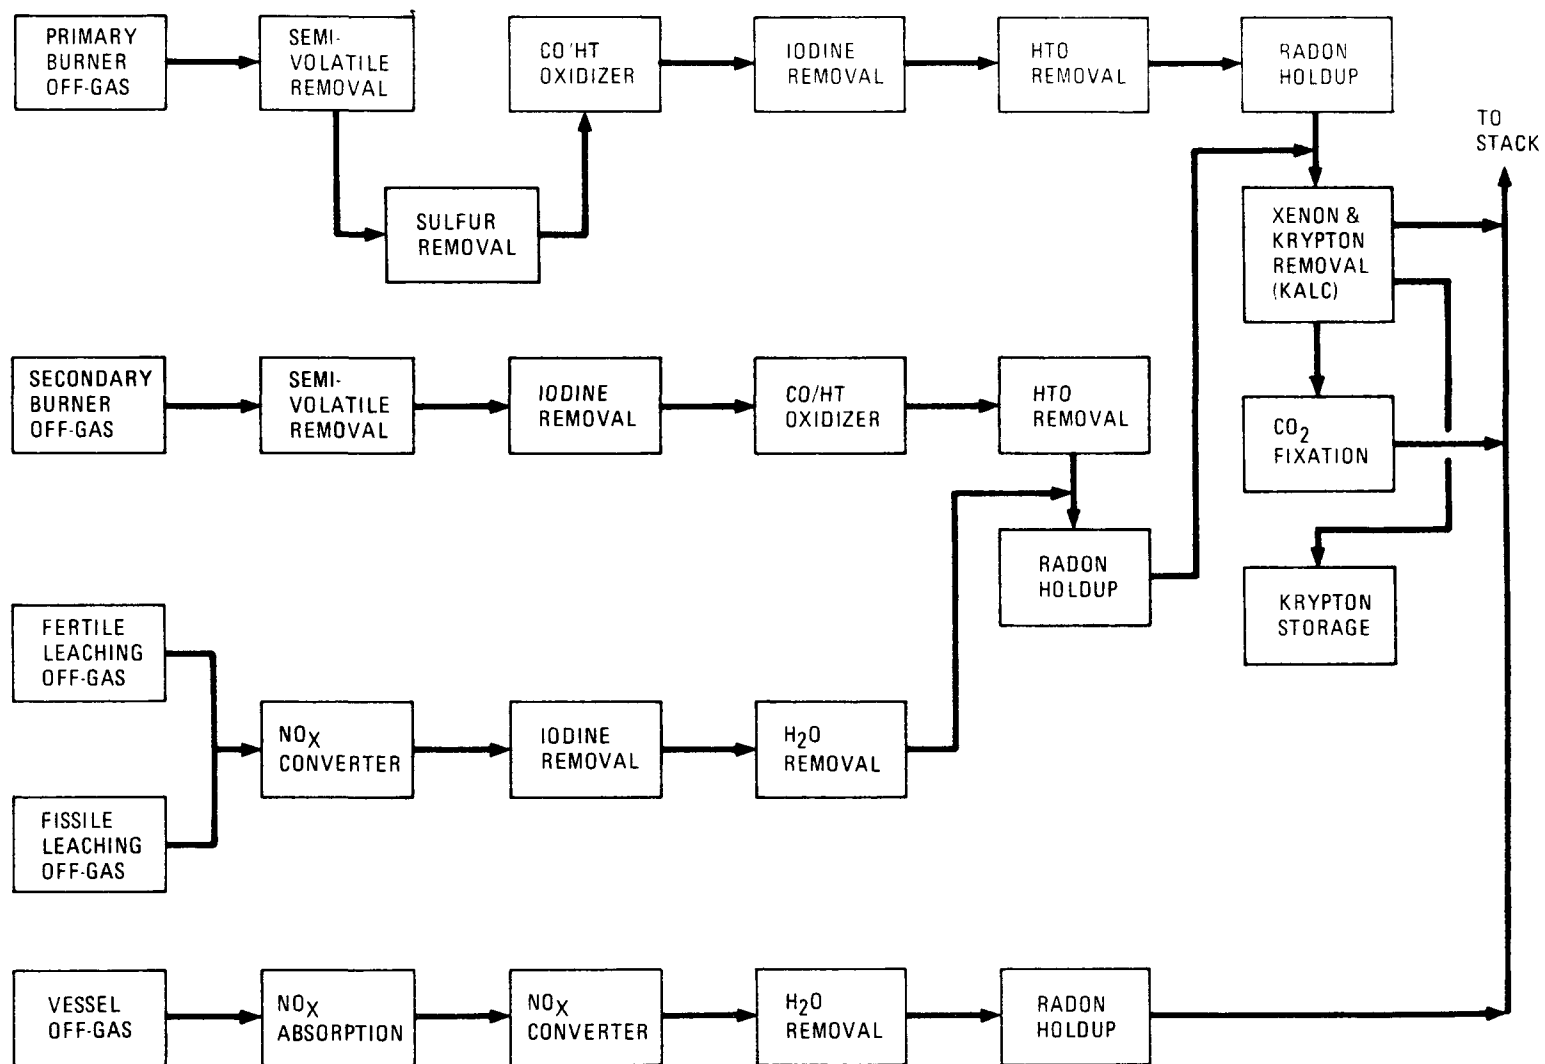 PRIMARY
BURNER
OFF-GAS
SEMI-
VOLATILE
REMOVAL
CO'HT
OXIDIZER
IODINE
REMOVAL
HTO
REMOVAL
RADON
HOLDUP
TO
STACK
SULFUR
REMOVAL
XENON &
KRYPTON
REMOVAL
(KALC)
SECONDARY
BURNER
OFF-GAS
SEMI-
VOLATILE
REMOVAL
IODINE
REMOVAL
CO/HT
OXIDIZER
HTO
REMOVAL
CO2
FIXATION
RADON
HOLDUP
KRYPTON
STORAGE
FERTILE
LEACHING
OFF-GAS
NOX
CONVERTER
IODINE
REMOVAL
H2O
REMOVAL
FISSILE
LEACHING
OFF-GAS
VESSEL
OFF-GAS
NOX
ABSORPTION
NOX
CONVERTER
H2O
REMOVAL
RADON
HOLDUP